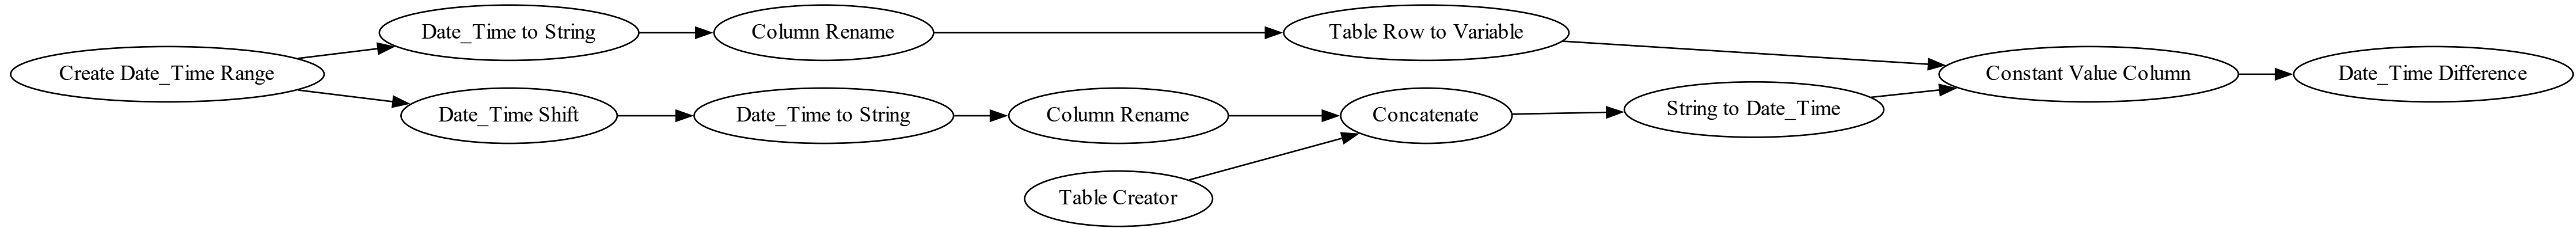 Create Date_Time Range
Date_Time to String
Column Rename
Table Row to Variable
Date_Time Shift
Date_Time to String
Column Rename
Table Creator
Concatenate
String to Date_Time
Constant Value Column
Date_Time Difference